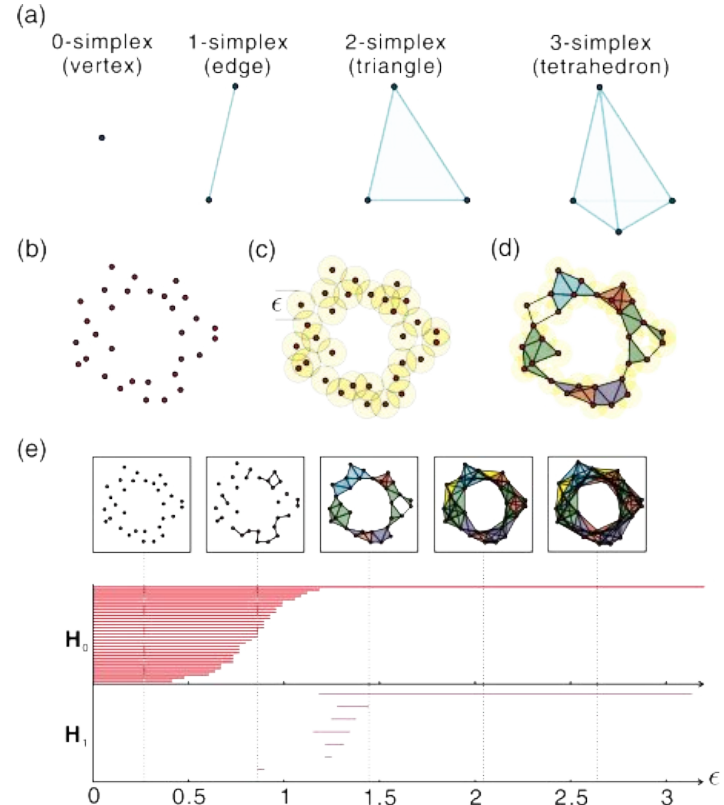 (a)
0-simplex 1-simplex 2-simplex 3-simplex
(vertex) (edge) (triangle) (tetrahedron)
(b) (c) (d)
ϵ
(e)
H₀
H₁
0 0.5 1 1.5 2 2.5 3 ϵ